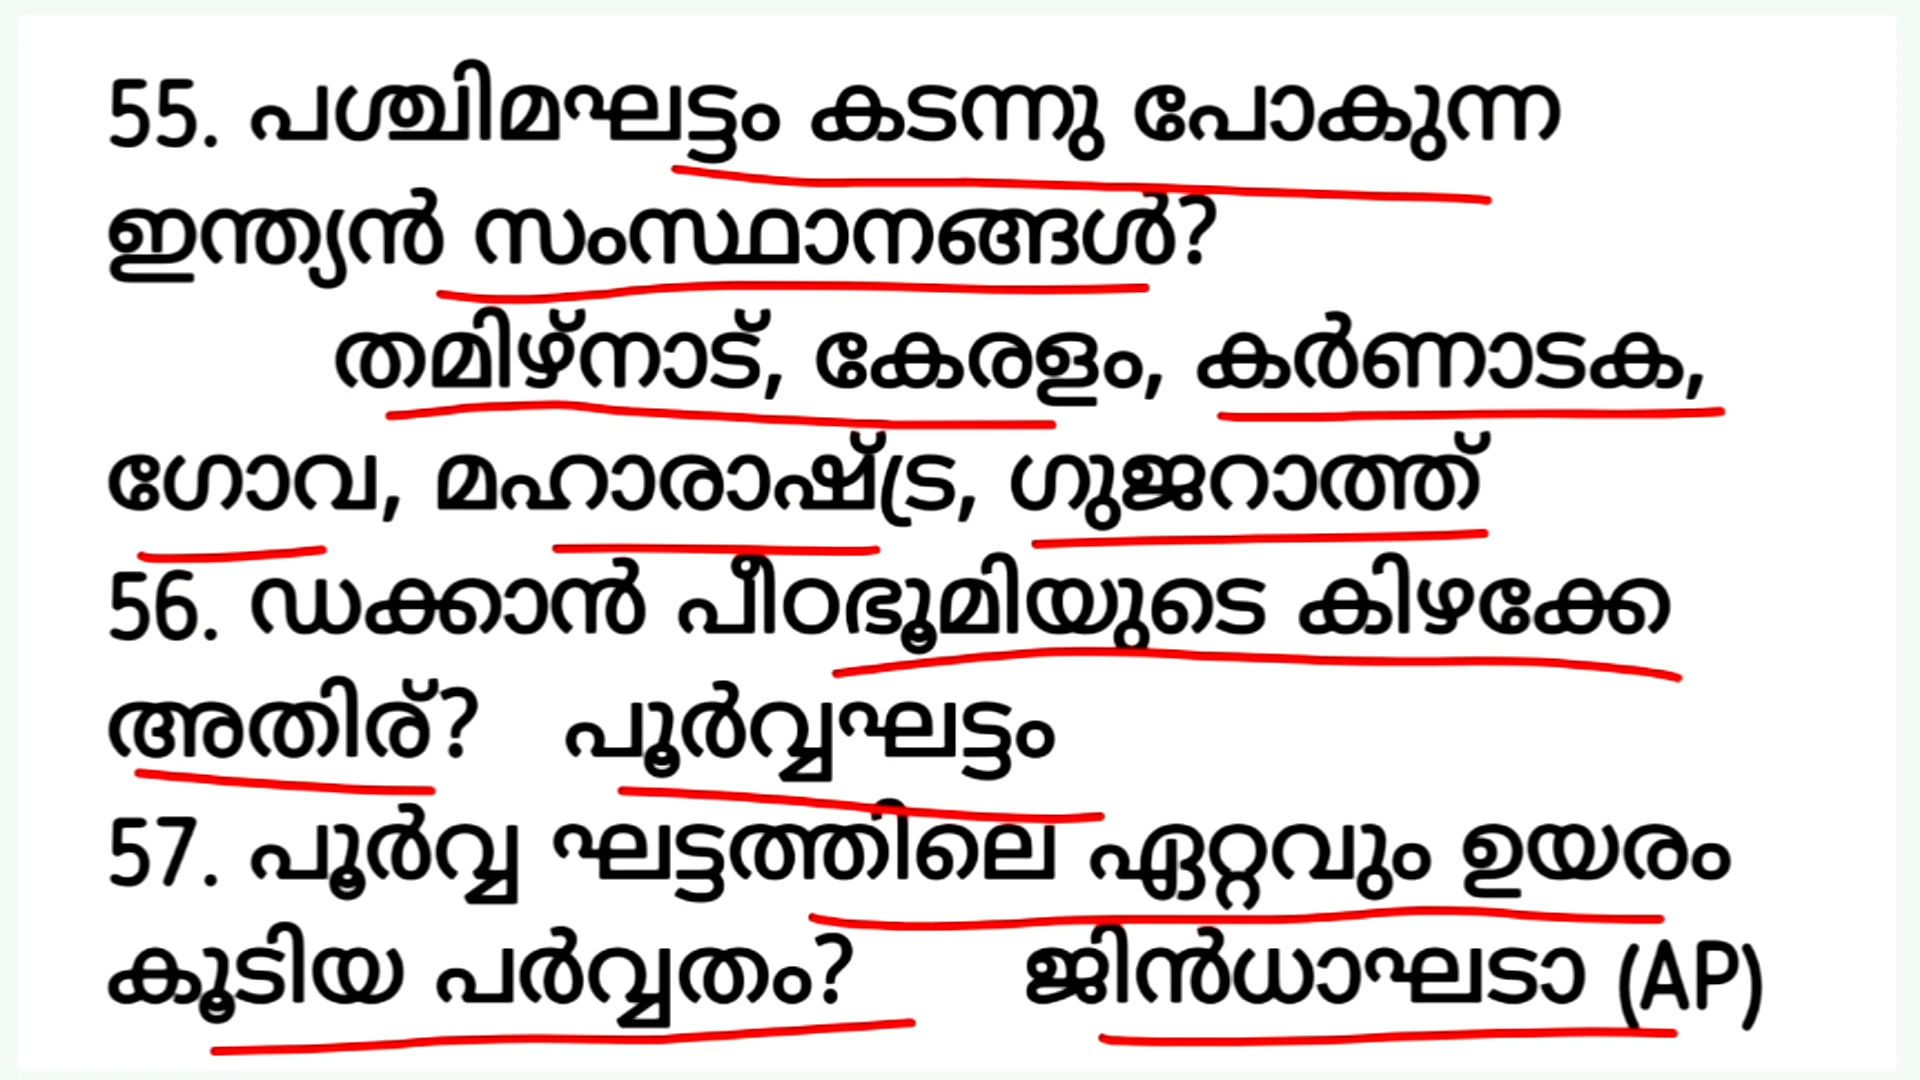 55. പശ്ചിമഘട്ടം കടന്നു പോകുന്ന
ഇന്ത്യൻ സംസ്ഥാനങ്ങൾ?
തമിഴ്നാട്, കേരളം, കർണാടക,
ഗോവ, മഹാരാഷ്ട്ര, ഗുജറാത്ത്
56. ഡക്കാൻ പീഠഭൂമിയുടെ കിഴക്കേ
അതിര്? പൂർവ്വഘട്ടം
57. പൂർവ്വ ഘട്ടത്തിലെ ഏറ്റവും ഉയരം
കൂടിയ പർവ്വതം? ജിൻധാഘടാ (AP)